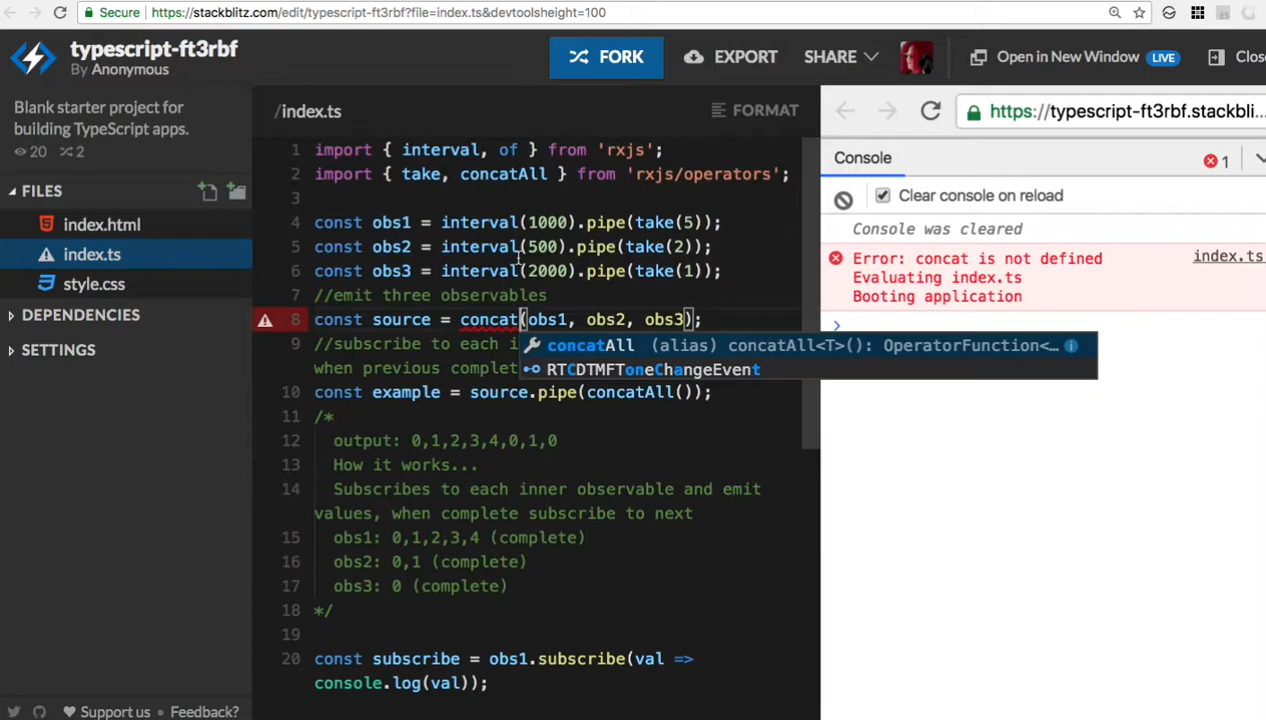 Secure https://stackblitz.com/edit/typescript-ft3rbf?file=index.ts&devtoolsheight=100
typescript-ft3rbf
By Anonymous
FORK
EXPORT
SHARE
Open in New Window LIVE
Clos
Blank starter project for
building TypeScript apps.
20 2
FILES
index.html
index.ts
style.css
DEPENDENCIES
SETTINGS
Support us Feedback?
/index.ts
FORMAT
1 import { interval, of } from 'rxjs';
2 import { take, concatAll } from 'rxjs/operators';
3
4 const obs1 = interval(1000).pipe(take(5));
5 const obs2 = interval(500).pipe(take(2));
6 const obs3 = interval(2000).pipe(take(1));
7 //emit three observables
8 const source = concat(obs1, obs2, obs3);
9 //subscribe to each i
when previous complet
concatAll (alias) concatAll<T>(): OperatorFunction<…
RTCDTMFToneChangeEvent
10 const example = source.pipe(concatAll());
11 /*
12 output: 0,1,2,3,4,0,1,0
13 How it works...
14 Subscribes to each inner observable and emit
values, when complete subscribe to next
15 obs1: 0,1,2,3,4 (complete)
16 obs2: 0,1 (complete)
17 obs3: 0 (complete)
18 */
19
20 const subscribe = obs1.subscribe(val =>
console.log(val));
https://typescript-ft3rbf.stackbli...
Console
1
Clear console on reload
Console was cleared
Error: concat is not defined
index.ts
Evaluating index.ts
Booting application